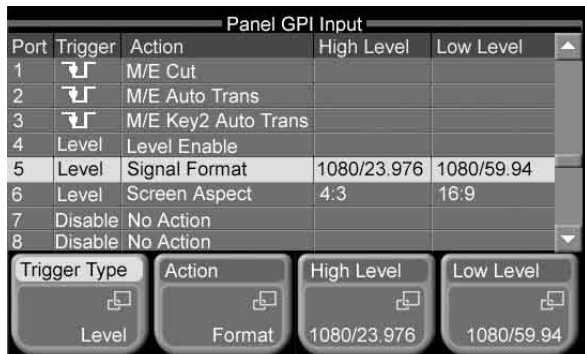 Panel GPI Input
Port Trigger Action High Level Low Level
1 M/E Cut
2 M/E Auto Trans
3 M/E Key2 Auto Trans
4 Level Level Enable
5 Level Signal Format 1080/23.976 1080/59.94
6 Level Screen Aspect 4:3 16:9
7 Disable No Action
8 Disable No Action
Trigger Type Action High Level Low Level
Level Format 1080/23.976 1080/59.94